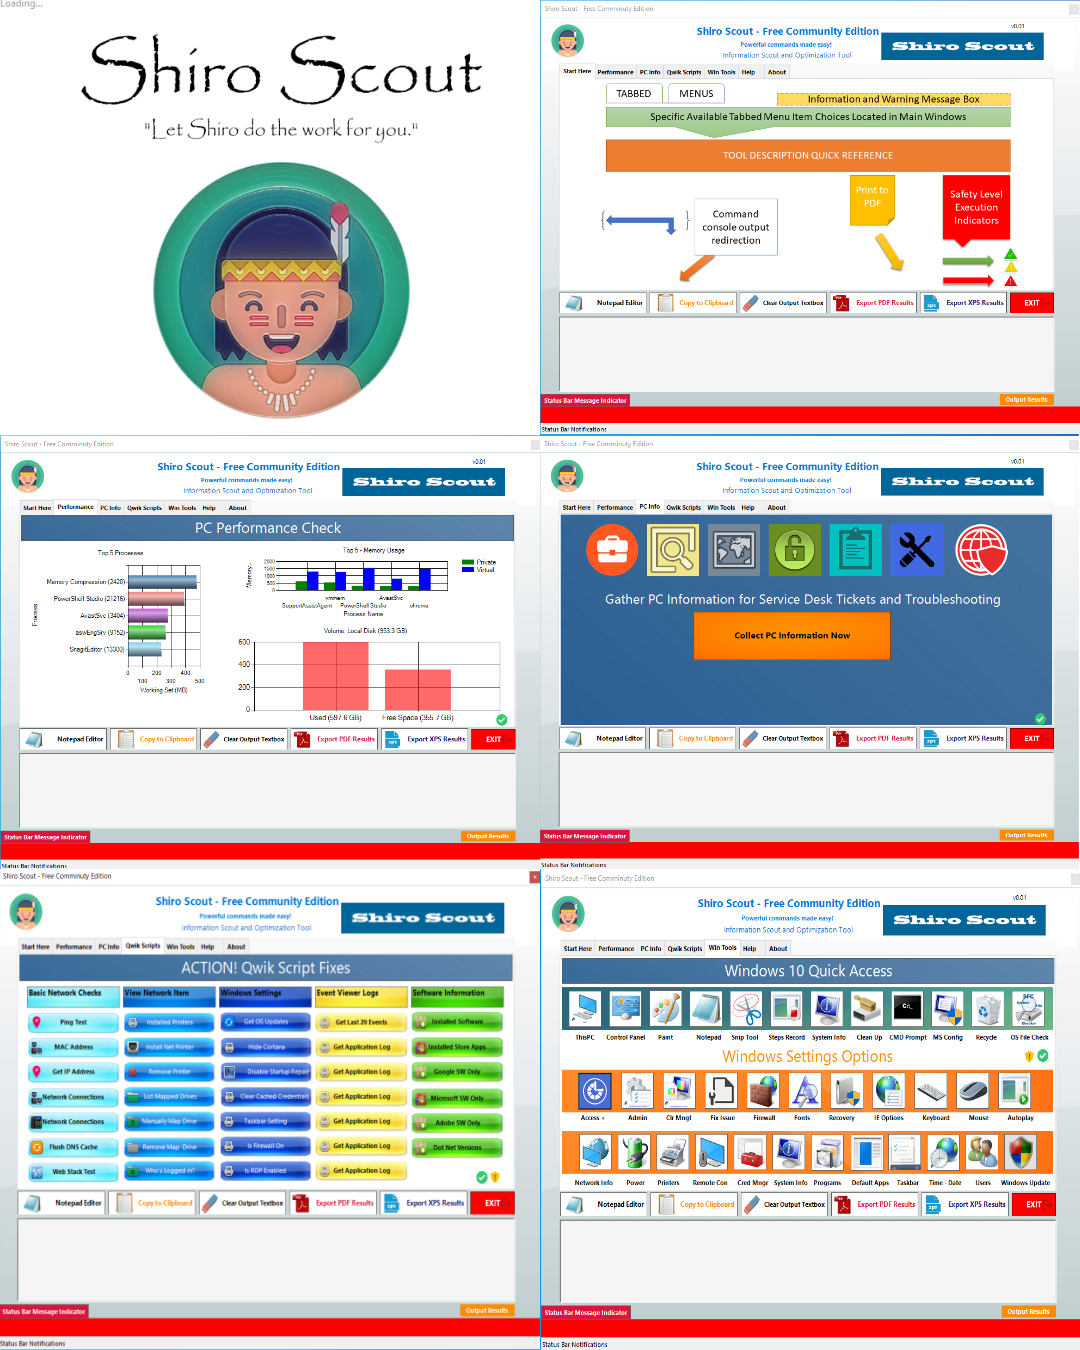 Loading...
Shiro Scout
"Let Shiro do the work for you."
Shiro Scout - Free Comminuty Edition
v0.01
Shiro Scout - Free Community Edition
Powerful commands made easy!
Information Scout and Optimization Tool
Shiro Scout
Start Here Performance PC Info Qwik Scripts Win Tools Help About
TABBED MENUS
Information and Warning Message Box
Specific Available Tabbed Menu Item Choices Located in Main Windows
TOOL DESCRIPTION QUICK REFERENCE
Print to
PDF
Safety Level
Execution
Indicators
Command
console output
redirection
Notepad Editor Copy to Clipboard Clear Output Textbox Export PDF Results Export XPS Results EXIT
Status Bar Message Indicator Output Results
Status Bar Notifications
Shiro Scout - Free Comminuty Edition
v0.01
Shiro Scout - Free Community Edition
Powerful commands made easy!
Information Scout and Optimization Tool
Shiro Scout
Start Here Performance PC Info Qwik Scripts Win Tools Help About
PC Performance Check
Top 5 Processes
Process
Memory Compression (2420)
PowerShell Studio (21216)
AvastSvc (3404)
aswEngSrv (9152)
SnagitEditor (13300)
0 200 400
100 300 500
Working Set (MB)
Top 5 - Memory Usage
Memory...
2000
1500
1000
500
0
Private
Virtual
vmmem AvastSvc
SupportAssistAgent PowerShell Studio chrome
Process Name
Volume: Local Disk (953.3 GB)
600
400
200
0
Used (597.6 GB) Free Space (355.7 GB)
Notepad Editor Copy to Clipboard Clear Output Textbox Export PDF Results Export XPS Results EXIT
Status Bar Message Indicator Output Results
Status Bar Notifications
Shiro Scout - Free Comminuty Edition
v0.01
Shiro Scout - Free Community Edition
Powerful commands made easy!
Information Scout and Optimization Tool
Shiro Scout
Start Here Performance PC Info Qwik Scripts Win Tools Help About
Gather PC Information for Service Desk Tickets and Troubleshooting
Collect PC Information Now
Notepad Editor Copy to Clipboard Clear Output Textbox Export PDF Results Export XPS Results EXIT
Status Bar Message Indicator Output Results
Status Bar Notifications
Shiro Scout - Free Comminuty Edition
Shiro Scout - Free Community Edition
Powerful commands made easy!
Information Scout and Optimization Tool
Shiro Scout
Start Here Performance PC Info Qwik Scripts Win Tools Help About
ACTION! Qwik Script Fixes
Basic Network Checks View Network Item Windows Settings Event Viewer Logs Software Information
Ping Test Installed Printers Get OS Updates Get Last 20 Events Installed Software
MAC Address Install Net Printer Hide Cortana Get Application Log Installed Store Apps
Get IP Address Remove Printer Disable Startup Repair Get Application Log Google SW Only
Network Connections List Mapped Drives Clear Cached Credentials Get Application Log Microsoft SW Only
Network Connections Manually Map Drive Taskbar Setting Get Application Log Adobe SW Only
Flush DNS Cache Remove Map Drive Is Firewall On Get Application Log Dot Net Versions
Web Stack Test Who's Logged in? Is RDP Enabled Get Application Log
Notepad Editor Copy to Clipboard Clear Output Textbox Export PDF Results Export XPS Results EXIT
Status Bar Message Indicator Output Results
Status Bar Notifications
Shiro Scout - Free Comminuty Edition
v0.01
Shiro Scout - Free Community Edition
Powerful commands made easy!
Information Scout and Optimization Tool
Shiro Scout
Start Here Performance PC Info Qwik Scripts Win Tools Help About
Windows 10 Quick Access
ThisPC Control Panel Paint Notepad Snip Tool Steps Record System Info Clean Up CMD Prompt MS Config Recycle OS File Check
Windows Settings Options
Access + Admin Clr Mngt Fix Issue Firewall Fonts Recovery IE Options Keyboard Mouse Autoplay
Network Info Power Printers Remote Con Cred Mngr System Info Programs Default Apps Taskbar Time - Date Users Windows Update
Notepad Editor Copy to Clipboard Clear Output Textbox Export PDF Results Export XPS Results EXIT
Status Bar Message Indicator Output Results
Status Bar Notifications